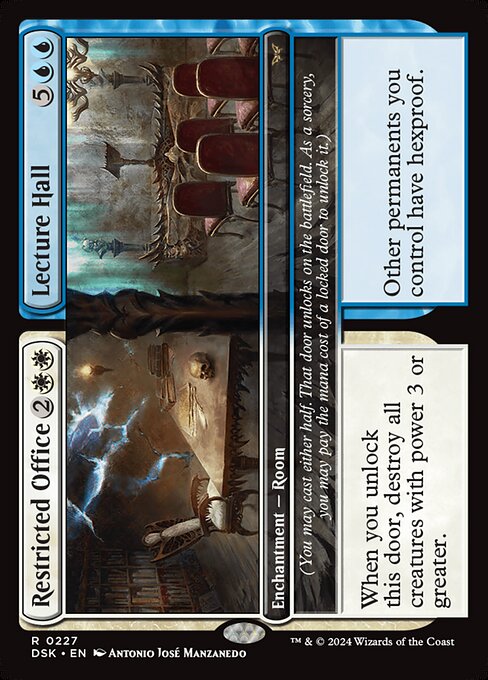 Restricted Office 2
When you unlock
this door, destroy all
creatures with power 3 or
greater.
Lecture Hall 5
Other permanents you
control have hexproof.
Enchantment — Room
(You may cast either half. That door unlocks on the battlefield. As a sorcery,
you may pay the mana cost of a locked door to unlock it.)
R 0227
DSK • EN Antonio José Manzanedo
™ & © 2024 Wizards of the Coast